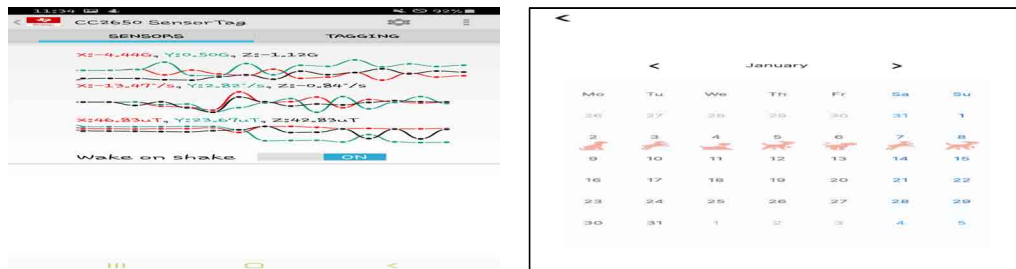 11:34 92%
CC2650 SensorTag
SENSORS TAGGING
X:-4.44G, Y:0.50G, Z:-1.12G
X:-13.47°/s, Y:2.82°/s, Z:-0.84°/s
X:46.83uT, Y:23.67uT, Z:42.83uT
Wake on shake ON
< January >
Mo Tu We Th Fr Sa Su
26 27 28 29 30 31 1
2 3 4 5 6 7 8
9 10 11 12 13 14 15
16 17 18 19 20 21 22
23 24 25 26 27 28 29
30 31 1 2 3 4 5